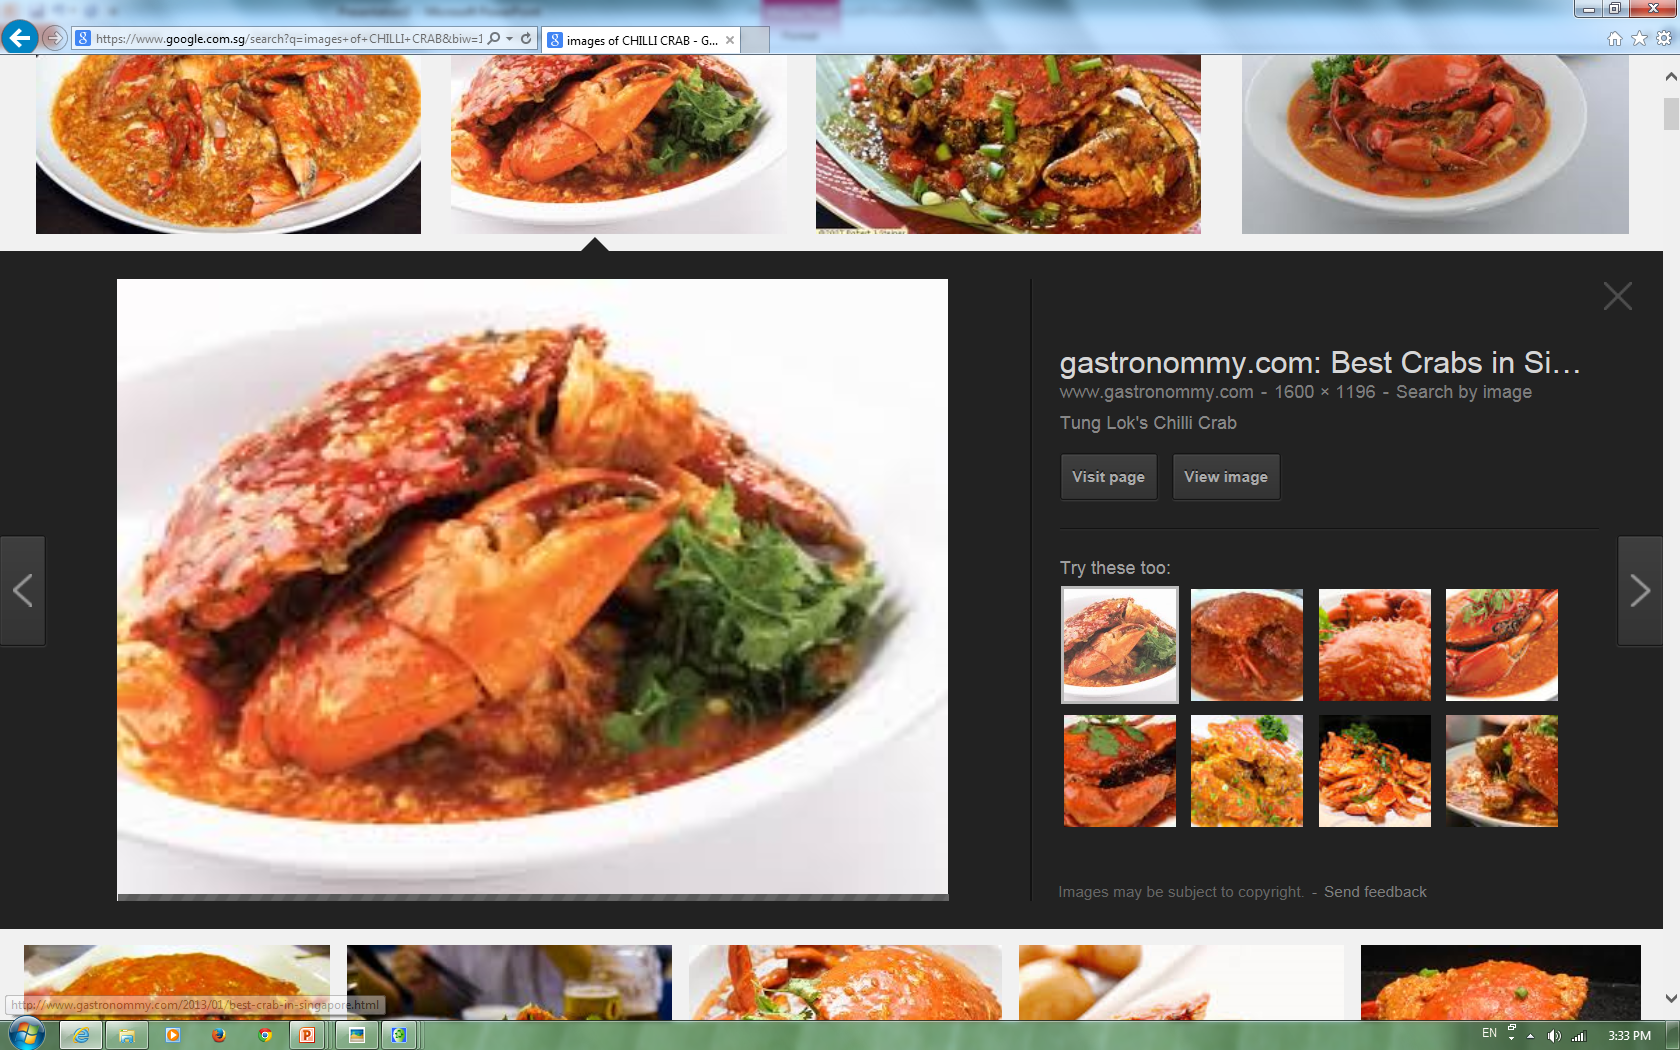 https://www.google.com.sg/search?q=images+of+CHILLI+CRAB&biw=1
images of CHILLI CRAB - G...
gastronommy.com: Best Crabs in Si...
www.gastronommy.com - 1600 × 1196 - Search by image
Tung Lok's Chilli Crab
Visit page
View image
Try these too:
Images may be subject to copyright. - Send feedback
http://www.gastronommy.com/2013/01/best-crab-in-singapore.html
EN
3:33 PM